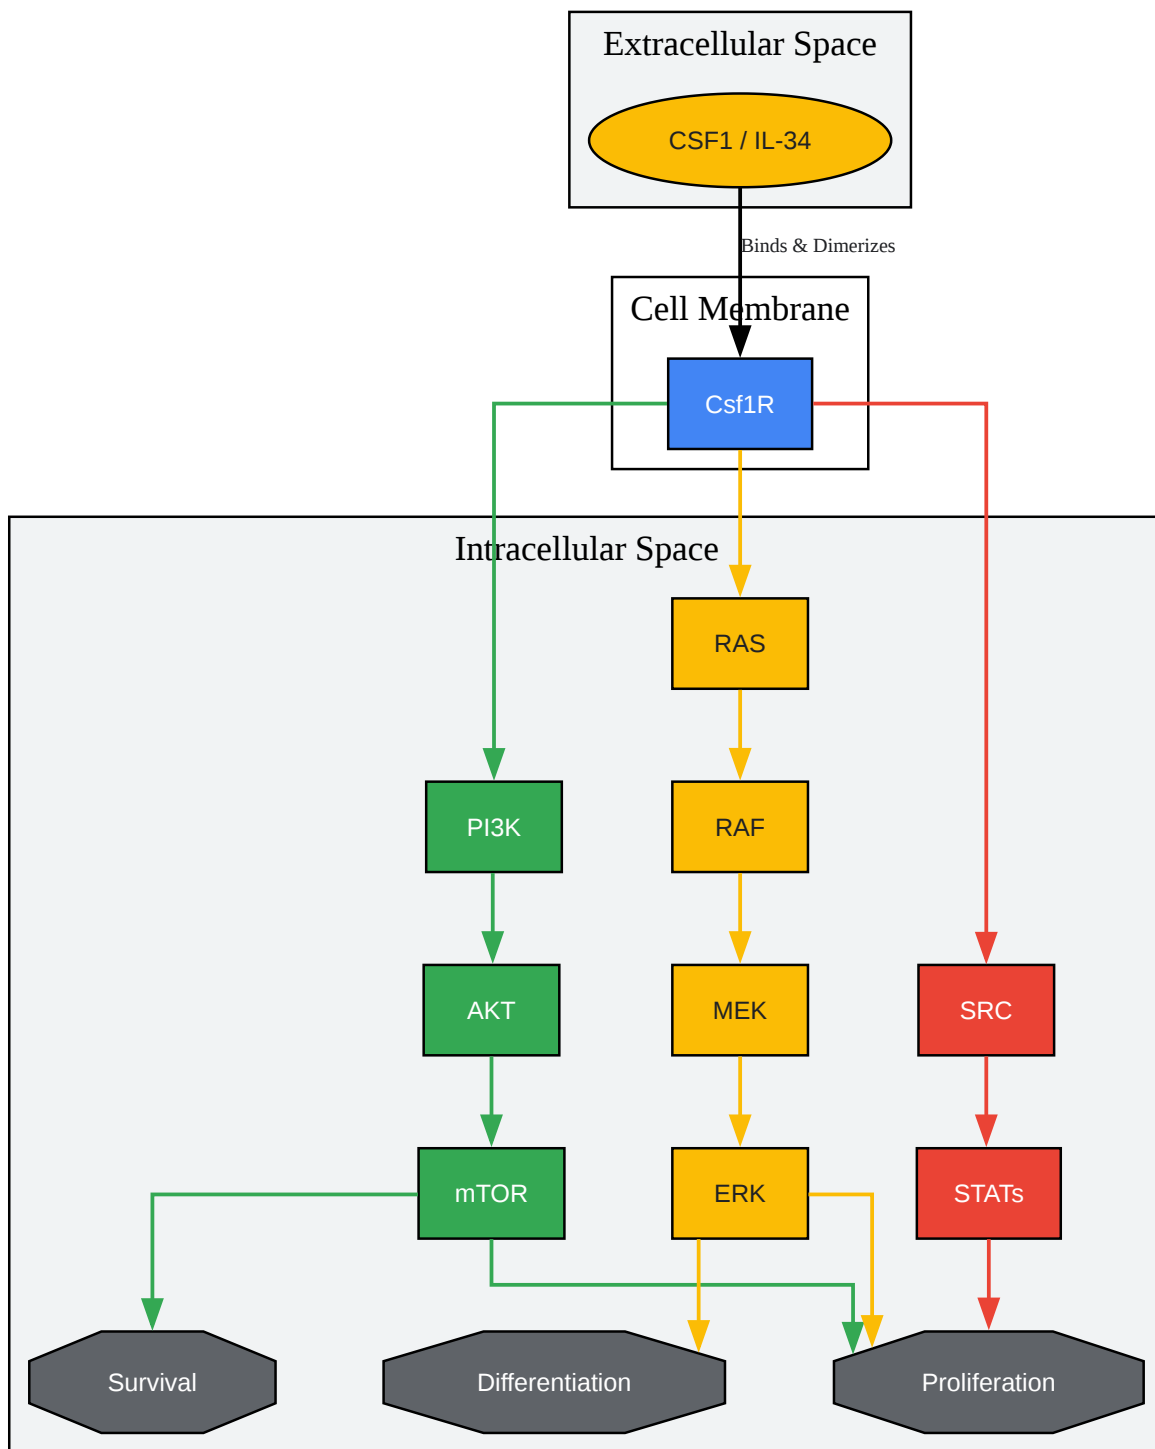 Extracellular Space
CSF1 / IL-34
Binds & Dimerizes
Cell Membrane
Csf1R
Intracellular Space
RAS
PI3K
RAF
AKT
MEK
SRC
mTOR
ERK
STATs
Survival
Differentiation
Proliferation